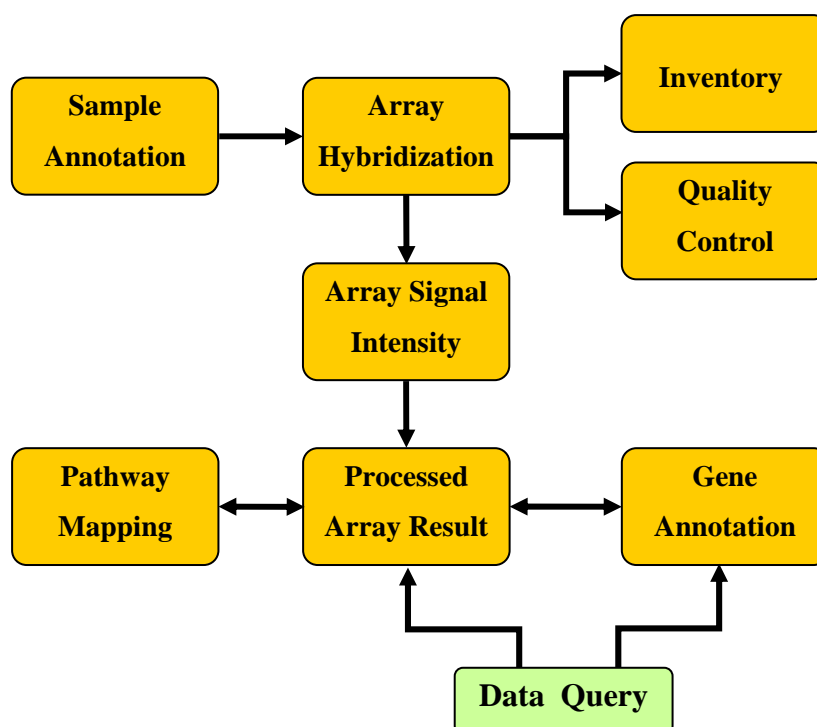 Sample
Annotation
Array
Hybridization
Inventory
Quality
Control
Array Signal
Intensity
Pathway
Mapping
Processed
Array Result
Gene
Annotation
Data Query